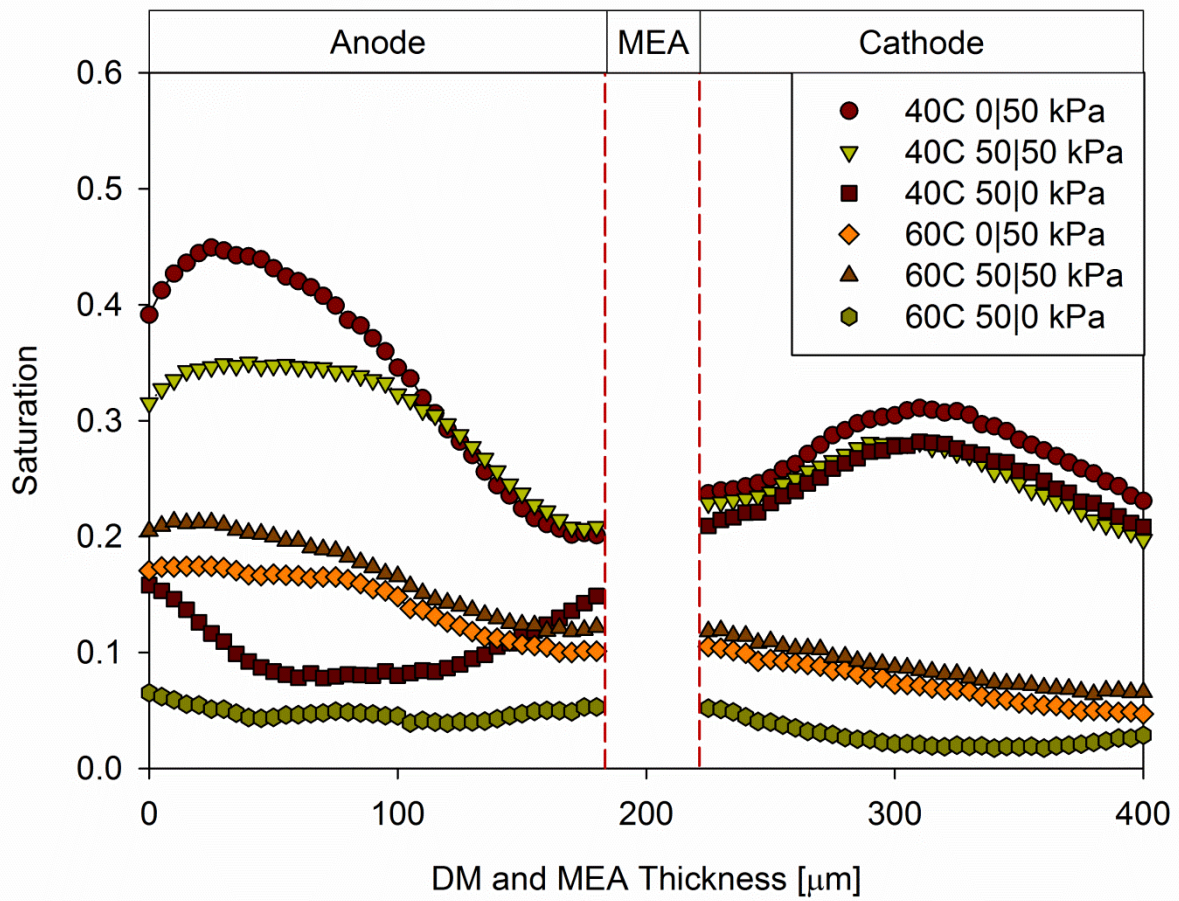 Anode MEA Cathode
0.6
0.5
0.4
0.3
0.2
0.1
0.0
Saturation
40C 0|50 kPa
40C 50|50 kPa
40C 50|0 kPa
60C 0|50 kPa
60C 50|50 kPa
60C 50|0 kPa
0 100 200 300 400
DM and MEA Thickness [μm]